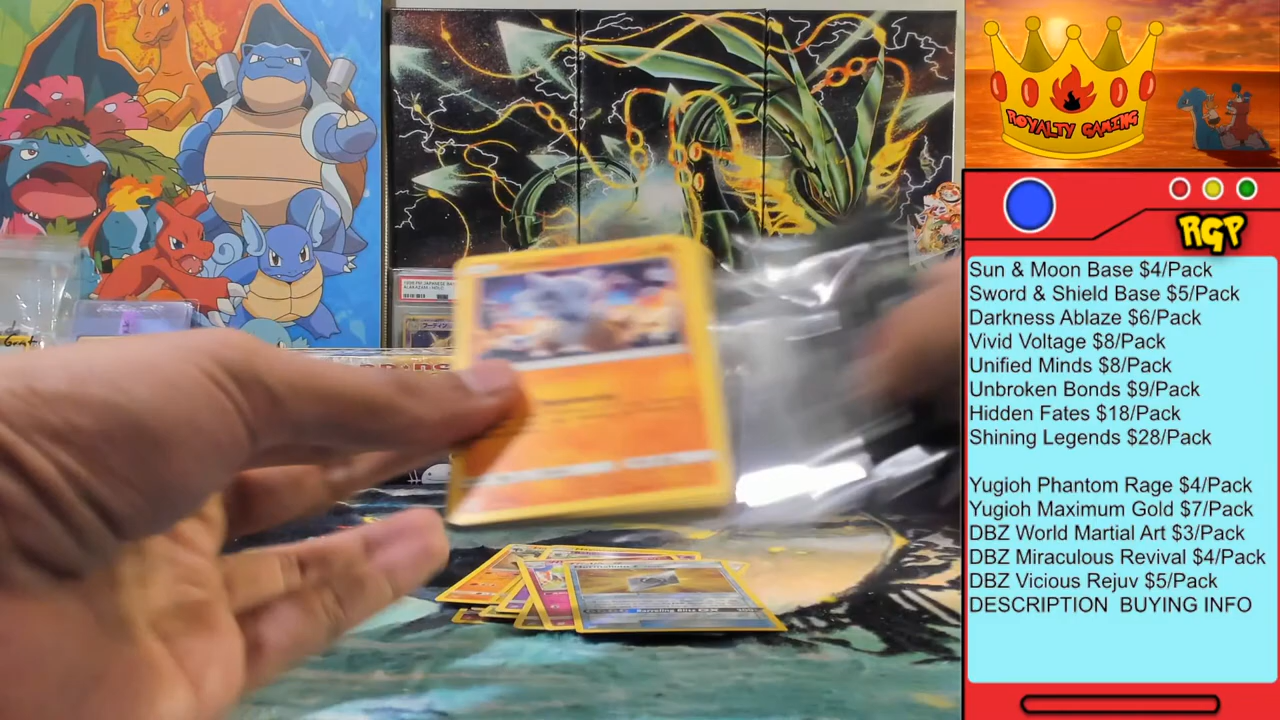 ROYALTY GAMING
RGP
Sun & Moon Base $4/Pack
Sword & Shield Base $5/Pack
Darkness Ablaze $6/Pack
Vivid Voltage $8/Pack
Unified Minds $8/Pack
Unbroken Bonds $9/Pack
Hidden Fates $18/Pack
Shining Legends $28/Pack
Yugioh Phantom Rage $4/Pack
Yugioh Maximum Gold $7/Pack
DBZ World Martial Art $3/Pack
DBZ Miraculous Revival $4/Pack
DBZ Vicious Rejuv $5/Pack
DESCRIPTION BUYING INFO